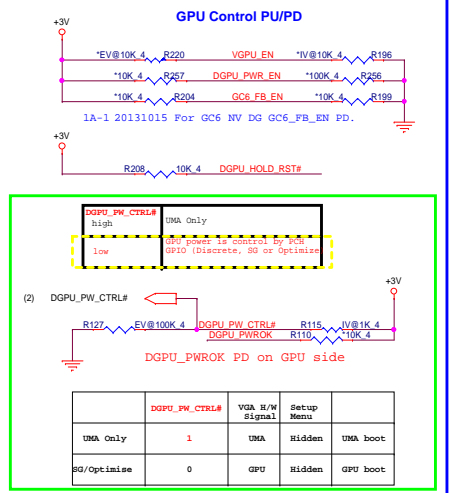 GPU Control PU/PD
+3V
*EV@10K_4 R220 VGPU_EN *IV@10K_4 R196
*10K_4 R257 DGPU_PWR_EN *100K_4 R256
*10K_4 R204 GC6_FB_EN *10K_4 R199
1A-1 20131015 For GC6 NV DG GC6_FB_EN PD.
+3V
R208 10K_4 DGPU_HOLD_RST#
DGPU_PW_CTRL#
high UMA Only
low GPU power is control by PCH
GPIO (Discrete, SG or Optimize
+3V
(2) DGPU_PW_CTRL#
R127 EV@100K_4 DGPU_PW_CTRL# R115 IV@1K_4
DGPU_PWROK R110 *10K_4
DGPU_PWROK PD on GPU side
DGPU_PW_CTRL# VGA H/W Signal Setup Menu
UMA Only 1 UMA Hidden UMA boot
SG/Optimise 0 GPU Hidden GPU boot